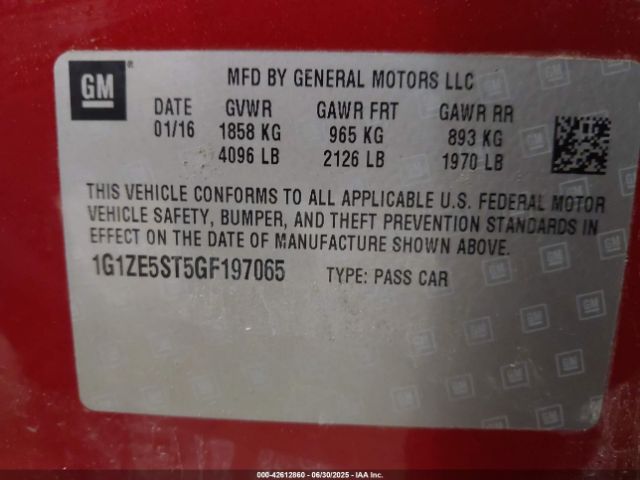 GM
MFD BY GENERAL MOTORS LLC
DATE GVWR GAWR FRT GAWR RR
01/16 1858 KG 965 KG 893 KG
4096 LB 2126 LB 1970 LB
THIS VEHICLE CONFORMS TO ALL APPLICABLE U.S. FEDERAL MOTOR
VEHICLE SAFETY, BUMPER, AND THEFT PREVENTION STANDARDS IN
EFFECT ON THE DATE OF MANUFACTURE SHOWN ABOVE.
1G1ZE5ST5GF197065 TYPE: PASS CAR
000-42612860 - 06/30/2025 - IAA Inc.